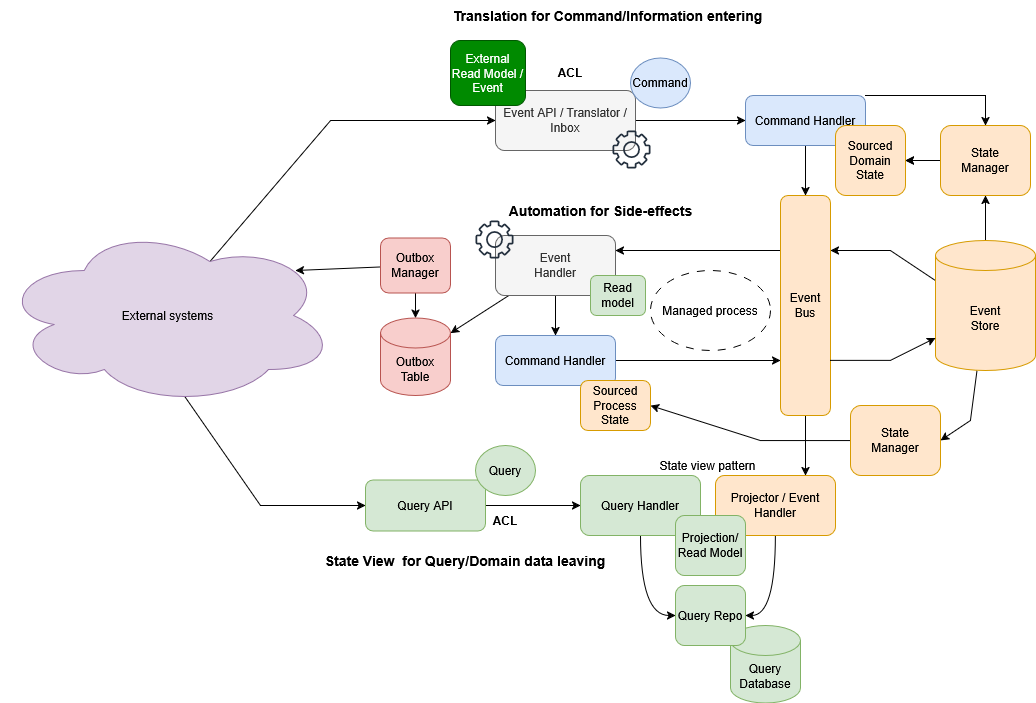 Translation for Command/Information entering
External
Read Model /
Event
ACL
Command
Event API / Translator /
Inbox
Command Handler
Sourced
Domain
State
State
Manager
Automation for Side-effects
Outbox
Manager
Event
Handler
Read
model
Managed process
Event
Bus
Event
Store
External systems
Outbox
Table
Command Handler
Sourced
Process
State
State
Manager
State view pattern
Query
Query API
ACL
Query Handler
Projector / Event
Handler
Projection/
Read Model
State View  for Query/Domain data leaving
Query Repo
Query
Database